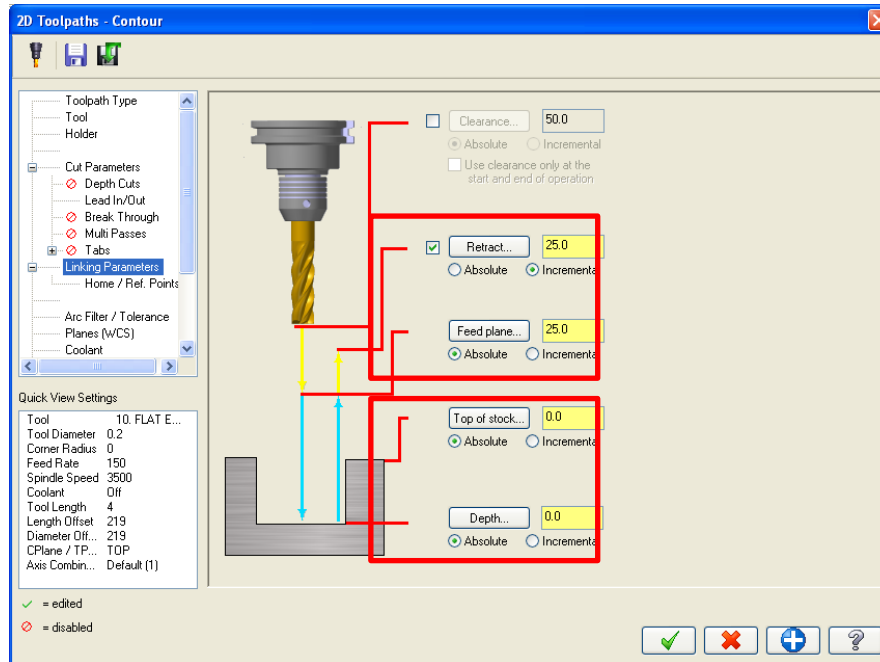 2D Toolpaths - Contour
Toolpath Type
Tool
Holder
Cut Parameters
Depth Cuts
Lead In/Out
Break Through
Multi Passes
Tabs
Linking Parameters
Home / Ref. Points
Arc Filter / Tolerance
Planes (WCS)
Coolant
Quick View Settings
Tool 10. FLAT E...
Tool Diameter 0.2
Corner Radius 0
Feed Rate 150
Spindle Speed 3500
Coolant Off
Tool Length 4
Length Offset 219
Diameter Off... 219
CPlane / TP... TOP
Axis Combin... Default (1)
= edited
= disabled
Clearance... 50.0
Absolute Incremental
Use clearance only at the
start and end of operation
Retract... 25.0
Absolute Incremental
Feed plane... 25.0
Absolute Incremental
Top of stock... 0.0
Absolute Incremental
Depth... 0.0
Absolute Incremental